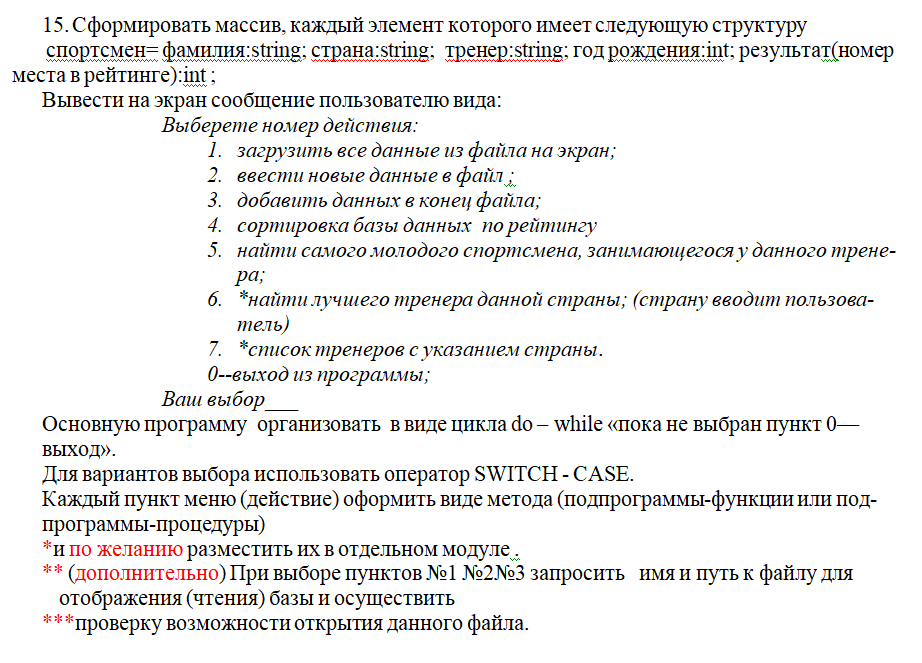 15. Сформировать массив, каждый элемент которого имеет следующую структуру
спортсмен= фамилия:string; страна:string; тренер:string; год рождения:int; результат(номер
места в рейтинге):int ;
Вывести на экран сообщение пользователю вида:
Выберете номер действия:
1. загрузить все данные из файла на экран;
2. ввести новые данные в файл ;
3. добавить данных в конец файла;
4. сортировка базы данных по рейтингу
5. найти самого молодого спортсмена, занимающегося у данного трене-
ра;
6. *найти лучшего тренера данной страны; (страну вводит пользова-
тель)
7. *список тренеров с указанием страны.
0--выход из программы;
Ваш выбор___
Основную программу организовать в виде цикла do – while «пока не выбран пункт 0—
выход».
Для вариантов выбора использовать оператор SWITCH - CASE.
Каждый пункт меню (действие) оформить виде метода (подпрограммы-функции или под-
программы-процедуры)
*и по желанию разместить их в отдельном модуле .
** (дополнительно) При выборе пунктов №1 №2№3 запросить имя и путь к файлу для
отображения (чтения) базы и осуществить
***проверку возможности открытия данного файла.